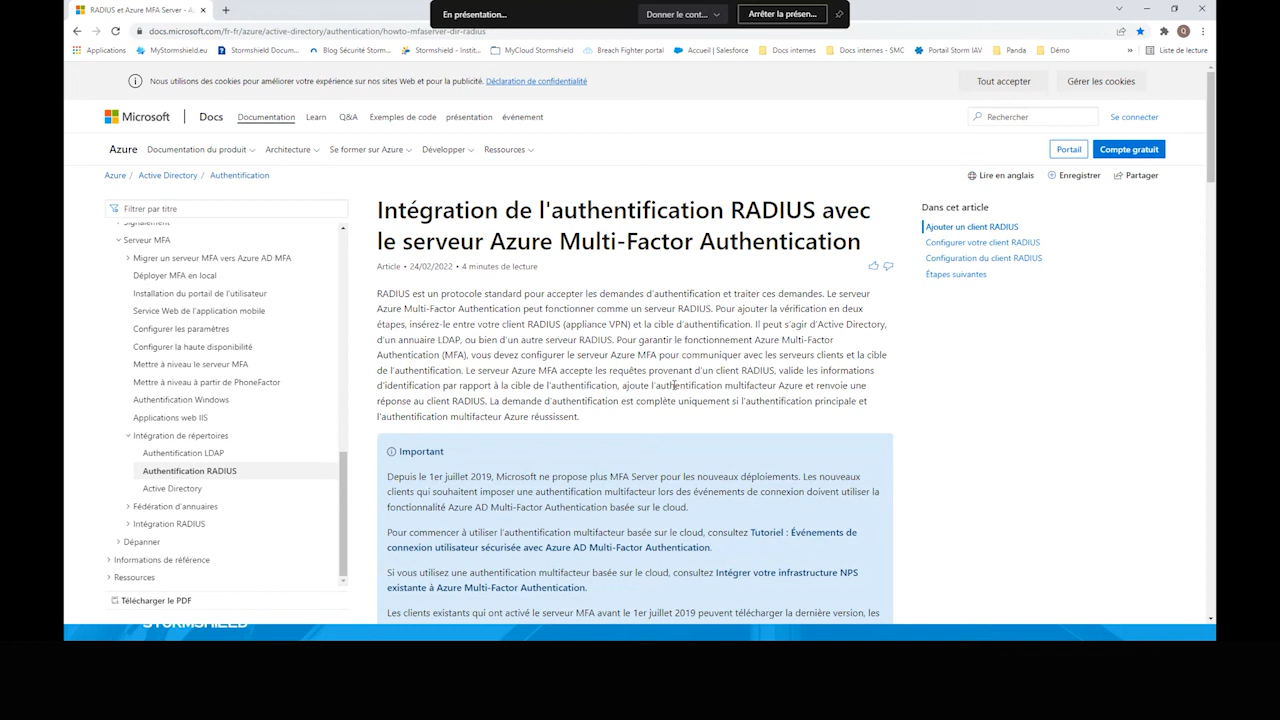 RADIUS et Azure MFA Server - A
En présentation...
Donner le cont...
Arrêter la présen...
docs.microsoft.com/fr-fr/azure/active-directory/authentication/howto-mfaserver-dir-radius
Applications
MyStormshield.eu
Stormshield Docum...
Blog Sécurité Storm...
Stormshield - Instit...
MyCloud Stormshield
Breach Fighter portal
Accueil | Salesforce
Docs internes
Docs internes - SMC
Portail Storm IAV
Panda
Démo
»
Liste de lecture
Nous utilisons des cookies pour améliorer votre expérience sur nos sites Web et pour la publicité. Déclaration de confidentialité
Tout accepter
Gérer les cookies
Microsoft
Docs
Documentation
Learn
Q&A
Exemples de code
présentation
événement
Rechercher
Se connecter
Azure
Documentation du produit
Architecture
Se former sur Azure
Développer
Ressources
Portail
Compte gratuit
Azure / Active Directory / Authentification
Lire en anglais
Enregistrer
Partager
Filtrer par titre
Signalement
Serveur MFA
Migrer un serveur MFA vers Azure AD MFA
Déployer MFA en local
Installation du portail de l'utilisateur
Service Web de l'application mobile
Configurer les paramètres
Configurer la haute disponibilité
Mettre à niveau le serveur MFA
Mettre à niveau à partir de PhoneFactor
Authentification Windows
Applications web IIS
Intégration de répertoires
Authentification LDAP
Authentification RADIUS
Active Directory
Fédération d'annuaires
Intégration RADIUS
Dépanner
Informations de référence
Ressources
Télécharger le PDF
Intégration de l'authentification RADIUS avec
le serveur Azure Multi-Factor Authentication
Article • 24/02/2022 • 4 minutes de lecture
RADIUS est un protocole standard pour accepter les demandes d'authentification et traiter ces demandes. Le serveur
Azure Multi-Factor Authentication peut fonctionner comme un serveur RADIUS. Pour ajouter la vérification en deux
étapes, insérez-le entre votre client RADIUS (appliance VPN) et la cible d'authentification. Il peut s'agir d'Active Directory,
d'un annuaire LDAP, ou bien d'un autre serveur RADIUS. Pour garantir le fonctionnement Azure Multi-Factor
Authentication (MFA), vous devez configurer le serveur Azure MFA pour communiquer avec les serveurs clients et la cible
de l'authentification. Le serveur Azure MFA accepte les requêtes provenant d'un client RADIUS, valide les informations
d'identification par rapport à la cible de l'authentification, ajoute l'authentification multifacteur Azure et renvoie une
réponse au client RADIUS. La demande d'authentification est complète uniquement si l'authentification principale et
l'authentification multifacteur Azure réussissent.
Important
Depuis le 1er juillet 2019, Microsoft ne propose plus MFA Server pour les nouveaux déploiements. Les nouveaux
clients qui souhaitent imposer une authentification multifacteur lors des événements de connexion doivent utiliser la
fonctionnalité Azure AD Multi-Factor Authentication basée sur le cloud.
Pour commencer à utiliser l'authentification multifacteur basée sur le cloud, consultez Tutoriel : Événements de
connexion utilisateur sécurisée avec Azure AD Multi-Factor Authentication.
Si vous utilisez une authentification multifacteur basée sur le cloud, consultez Intégrer votre infrastructure NPS
existante à Azure Multi-Factor Authentication.
Les clients existants qui ont activé le serveur MFA avant le 1er juillet 2019 peuvent télécharger la dernière version, les
Dans cet article
Ajouter un client RADIUS
Configurer votre client RADIUS
Configuration du client RADIUS
Étapes suivantes
STORMSHIELD